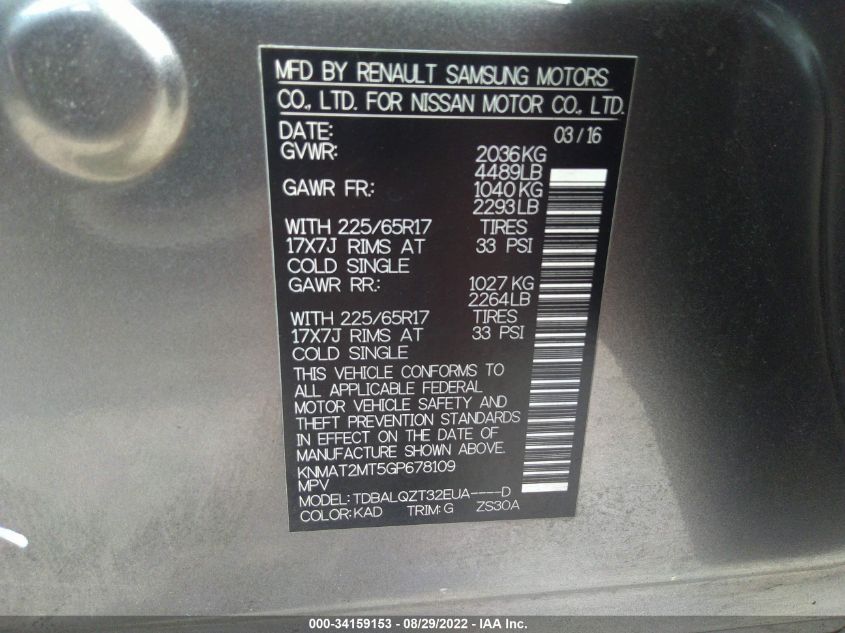 MFD BY RENAULT SAMSUNG MOTORS
CO., LTD. FOR NISSAN MOTOR CO., LTD.
DATE: 03/16
GVWR: 2036KG
4489LB
GAWR FR.: 1040KG
2293LB
WITH 225/65R17 TIRES
17X7J RIMS AT 33 PSI
COLD SINGLE
GAWR RR.: 1027KG
2264LB
WITH 225/65R17 TIRES
17X7J RIMS AT 33 PSI
COLD SINGLE
THIS VEHICLE CONFORMS TO
ALL APPLICABLE FEDERAL
MOTOR VEHICLE SAFETY AND
THEFT PREVENTION STANDARDS
IN EFFECT ON THE DATE OF
MANUFACTURE SHOWN ABOVE.
KNMAT2MT5GP678109
MPV
MODEL: TDBALQZT32EUA----D
COLOR: KAD TRIM: G ZS30A
000-34159153 - 08/29/2022 - IAA Inc.